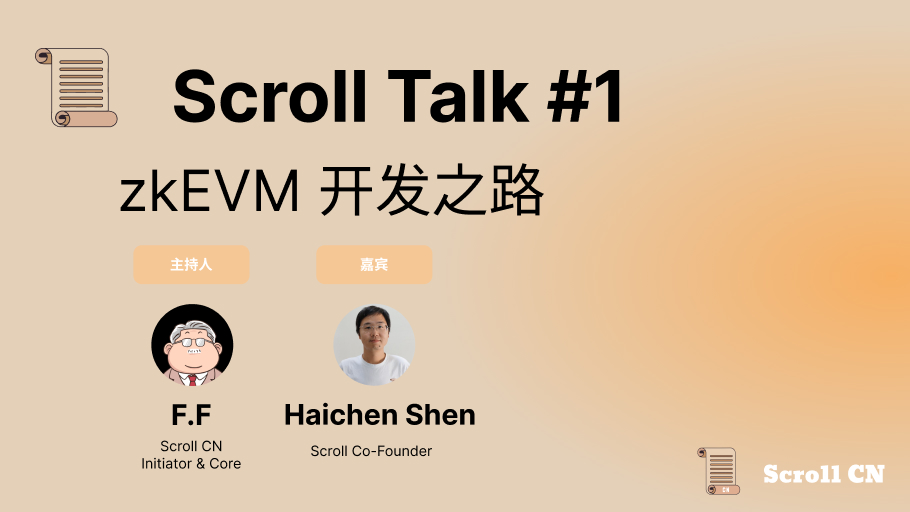 Scroll Talk #1
zkEVM 开发之路
主持人
嘉宾
F.F
Haichen Shen
Scroll CN
Initiator & Core
Scroll Co-Founder
Scroll CN